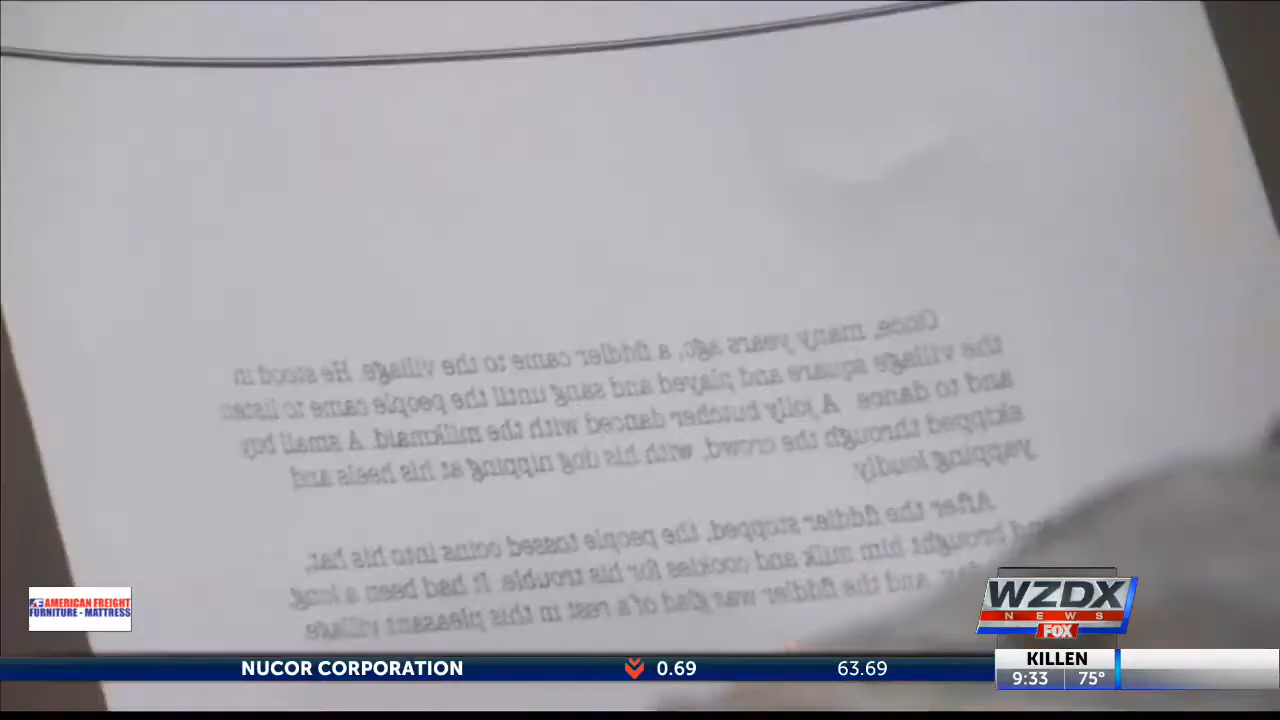 Once, many years ago, a fiddler came to the village. He stood in
the village square and played and sang until the people came to listen
and to dance. A jolly butcher danced with the milkmaid. A small boy
skipped through the crowd, with his dog nipping at his heels and
yapping loudly.
After the fiddler stopped, the people tossed coins into his hat,
and brought him milk and cookies for his trouble. It had been a long
and the fiddler was glad of a rest in this pleasant
AMERICAN FREIGHT
FURNITURE - MATTRESS
WZDX
NEWS
FOX
NUCOR CORPORATION 0.69 63.69
KILLEN
9:33 75°